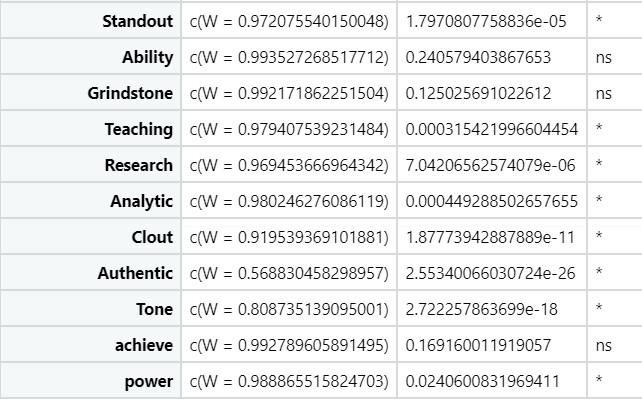 Standout c(W = 0.972075540150048) 1.7970807758836e-05 *
Ability c(W = 0.993527268517712) 0.240579403867653 ns
Grindstone c(W = 0.992171862251504) 0.125025691022612 ns
Teaching c(W = 0.979407539231484) 0.000315421996604454 *
Research c(W = 0.969453666964342) 7.04206562574079e-06 *
Analytic c(W = 0.980246276086119) 0.000449288502657655 *
Clout c(W = 0.919539369101881) 1.87773942887889e-11 *
Authentic c(W = 0.568830458298957) 2.55340066030724e-26 *
Tone c(W = 0.808735139095001) 2.722257863699e-18 *
achieve c(W = 0.992789605891495) 0.169160011919057 ns
power c(W = 0.988865515824703) 0.0240600831969411 *